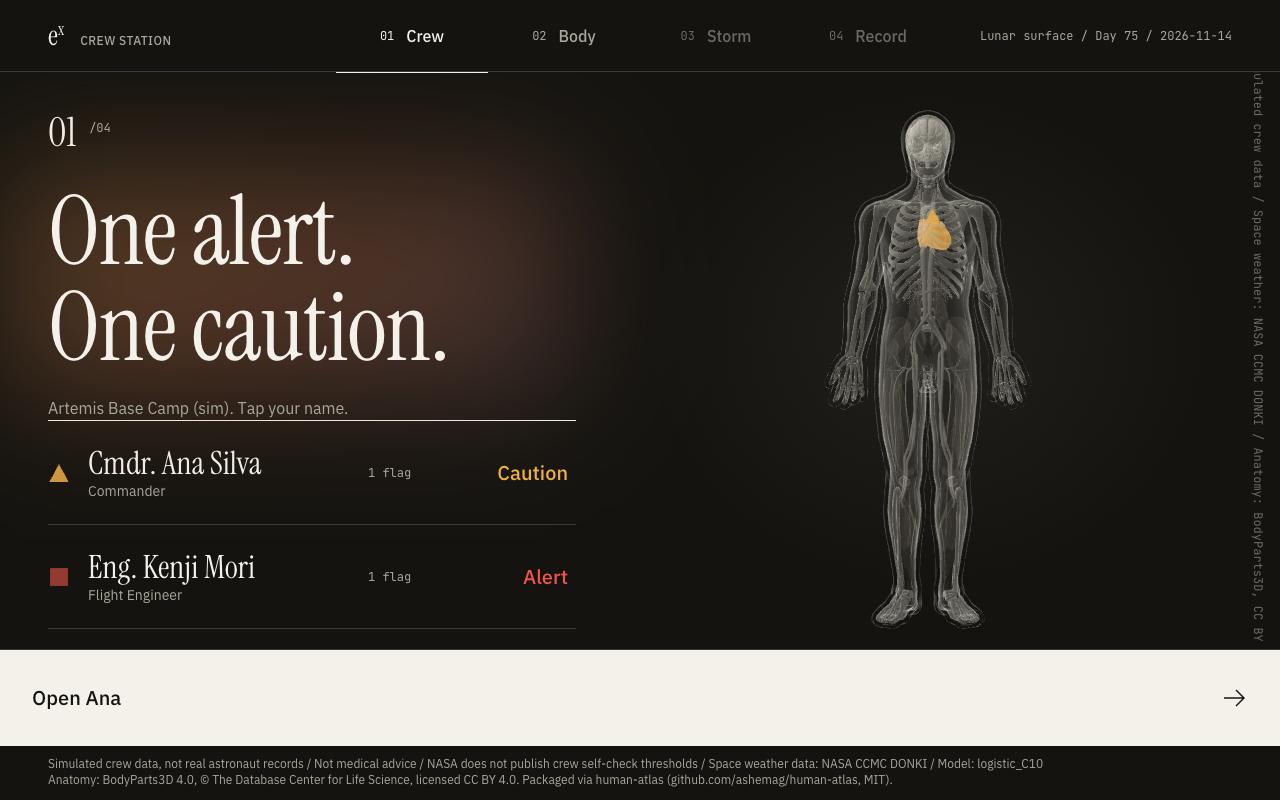 eˣ CREW STATION
01 Crew
02 Body
03 Storm
04 Record
Lunar surface / Day 75 / 2026-11-14
01 /04
One alert.
One caution.
Artemis Base Camp (sim). Tap your name.
Cmdr. Ana Silva
Commander
1 flag
Caution
Eng. Kenji Mori
Flight Engineer
1 flag
Alert
crew data / Space weather: NASA CCMC DONKI / Anatomy: BodyParts3D, CC BY
Open Ana
Simulated crew data, not real astronaut records / Not medical advice / NASA does not publish crew self-check thresholds / Space weather data: NASA CCMC DONKI / Model: logistic_C10
Anatomy: BodyParts3D 4.0, © The Database Center for Life Science, licensed CC BY 4.0. Packaged via human-atlas (github.com/ashemag/human-atlas, MIT).